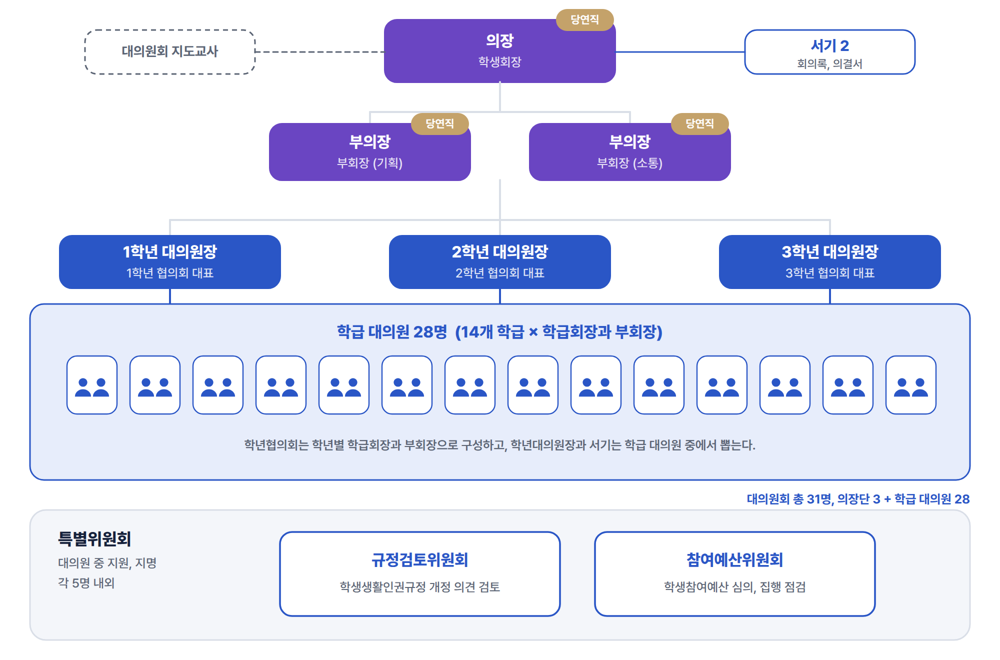 당연직
대의원회 지도교사
의장
학생회장
서기 2
회의록, 의결서
당연직
부의장
부회장 (기획)
당연직
부의장
부회장 (소통)
1학년 대의원장
1학년 협의회 대표
2학년 대의원장
2학년 협의회 대표
3학년 대의원장
3학년 협의회 대표
학급 대의원 28명 (14개 학급 × 학급회장과 부회장)
학년협의회는 학년별 학급회장과 부회장으로 구성하고, 학년대의원장과 서기는 학급 대의원 중에서 뽑는다.
대의원회 총 31명, 의장단 3 + 학급 대의원 28
특별위원회
대의원 중 지원, 지명
각 5명 내외
규정검토위원회
학생생활인권규정 개정 의견 검토
참여예산위원회
학생참여예산 심의, 집행 점검